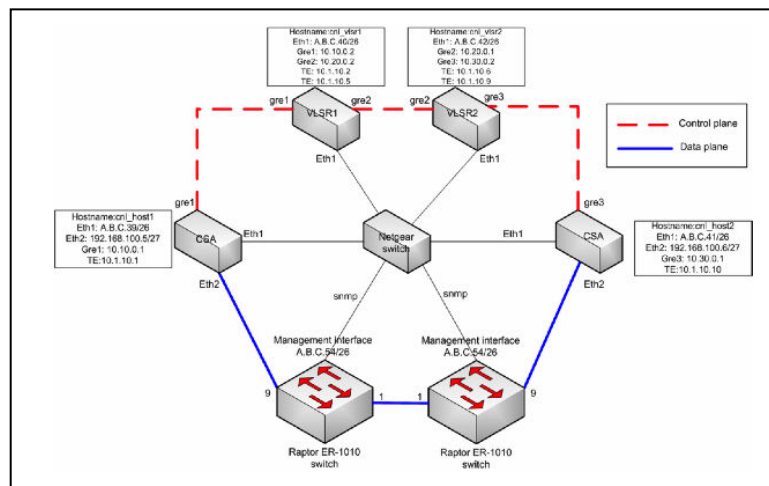 Hostname:cnl_vlsr1
Eth1: A.B.C.40/26
Gre1: 10.10.0.2
Gre2: 10.20.0.2
TE: 10.1.10.2
TE: 10.1.10.5
Hostname:cnl_vlsr2
Eth1: A.B.C.42/26
Gre2: 10.20.0.1
Gre3: 10.30.0.2
TE: 10.1.10.6
TE: 10.1.10.9
gre1
VLSR1
gre2
gre2
VLSR2
gre3
Eth1
Eth1
Control plane
Data plane
Hostname:cnl_host1
Eth1: A.B.C.39/26
Eth2: 192.168.100.5/27
Gre1: 10.10.0.1
TE:10.1.10.1
gre1
CSA
Eth1
Eth2
Netgear
switch
gre3
Eth1
CSA
Eth2
Hostname:cnl_host2
Eth1: A.B.C.41/26
Eth2: 192.168.100.6/27
Gre3: 10.30.0.1
TE:10.1.10.10
snmp
snmp
Management interface
A.B.C.54/26
Management interface
A.B.C.54/26
9
1
1
9
Raptor ER-1010
switch
Raptor ER-1010
switch